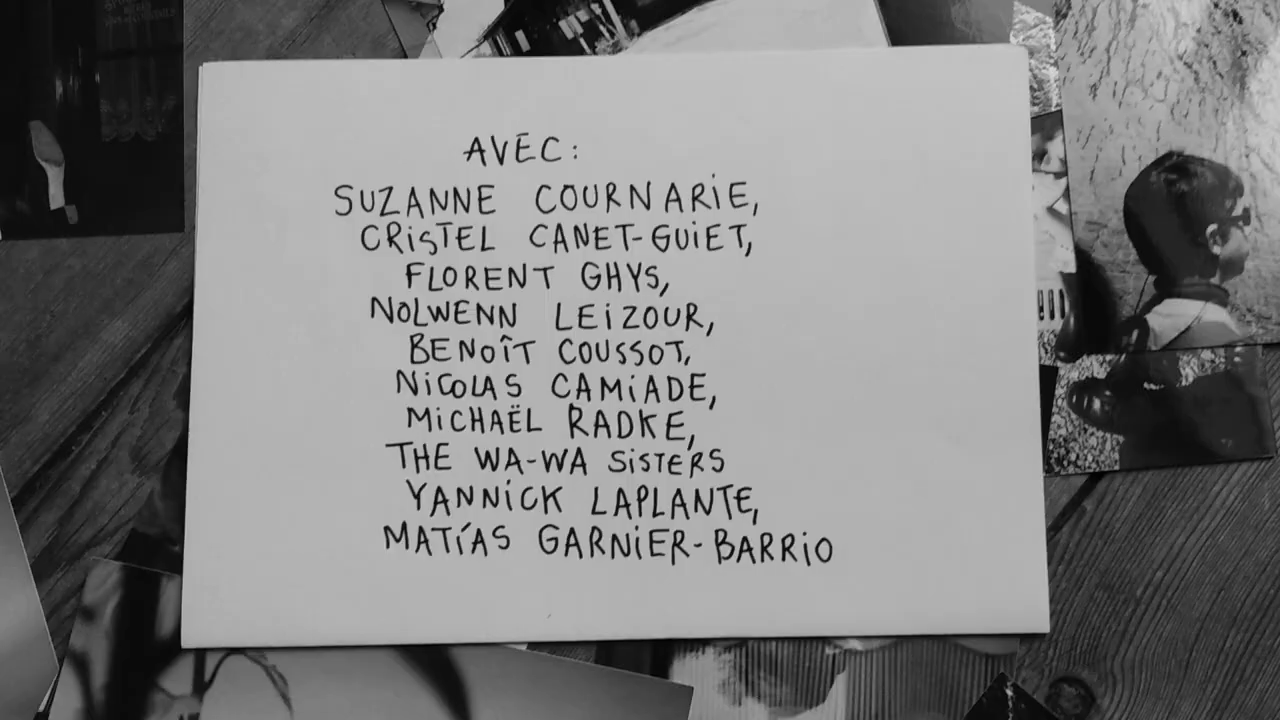 AVEC:
SUZANNE COURNARiE,
CRiSTEL CANET-GUiET,
FLORENT GHYS,
NOLWENN LEiZOUR,
BENOÎT COUSSOT,
NiCOLAS CAMiADE,
MiCHAËL RADKE,
THE WA-WA SiSTERS
YANNiCK LAPLANTE,
MATÍAS GARNiER-BARRiO